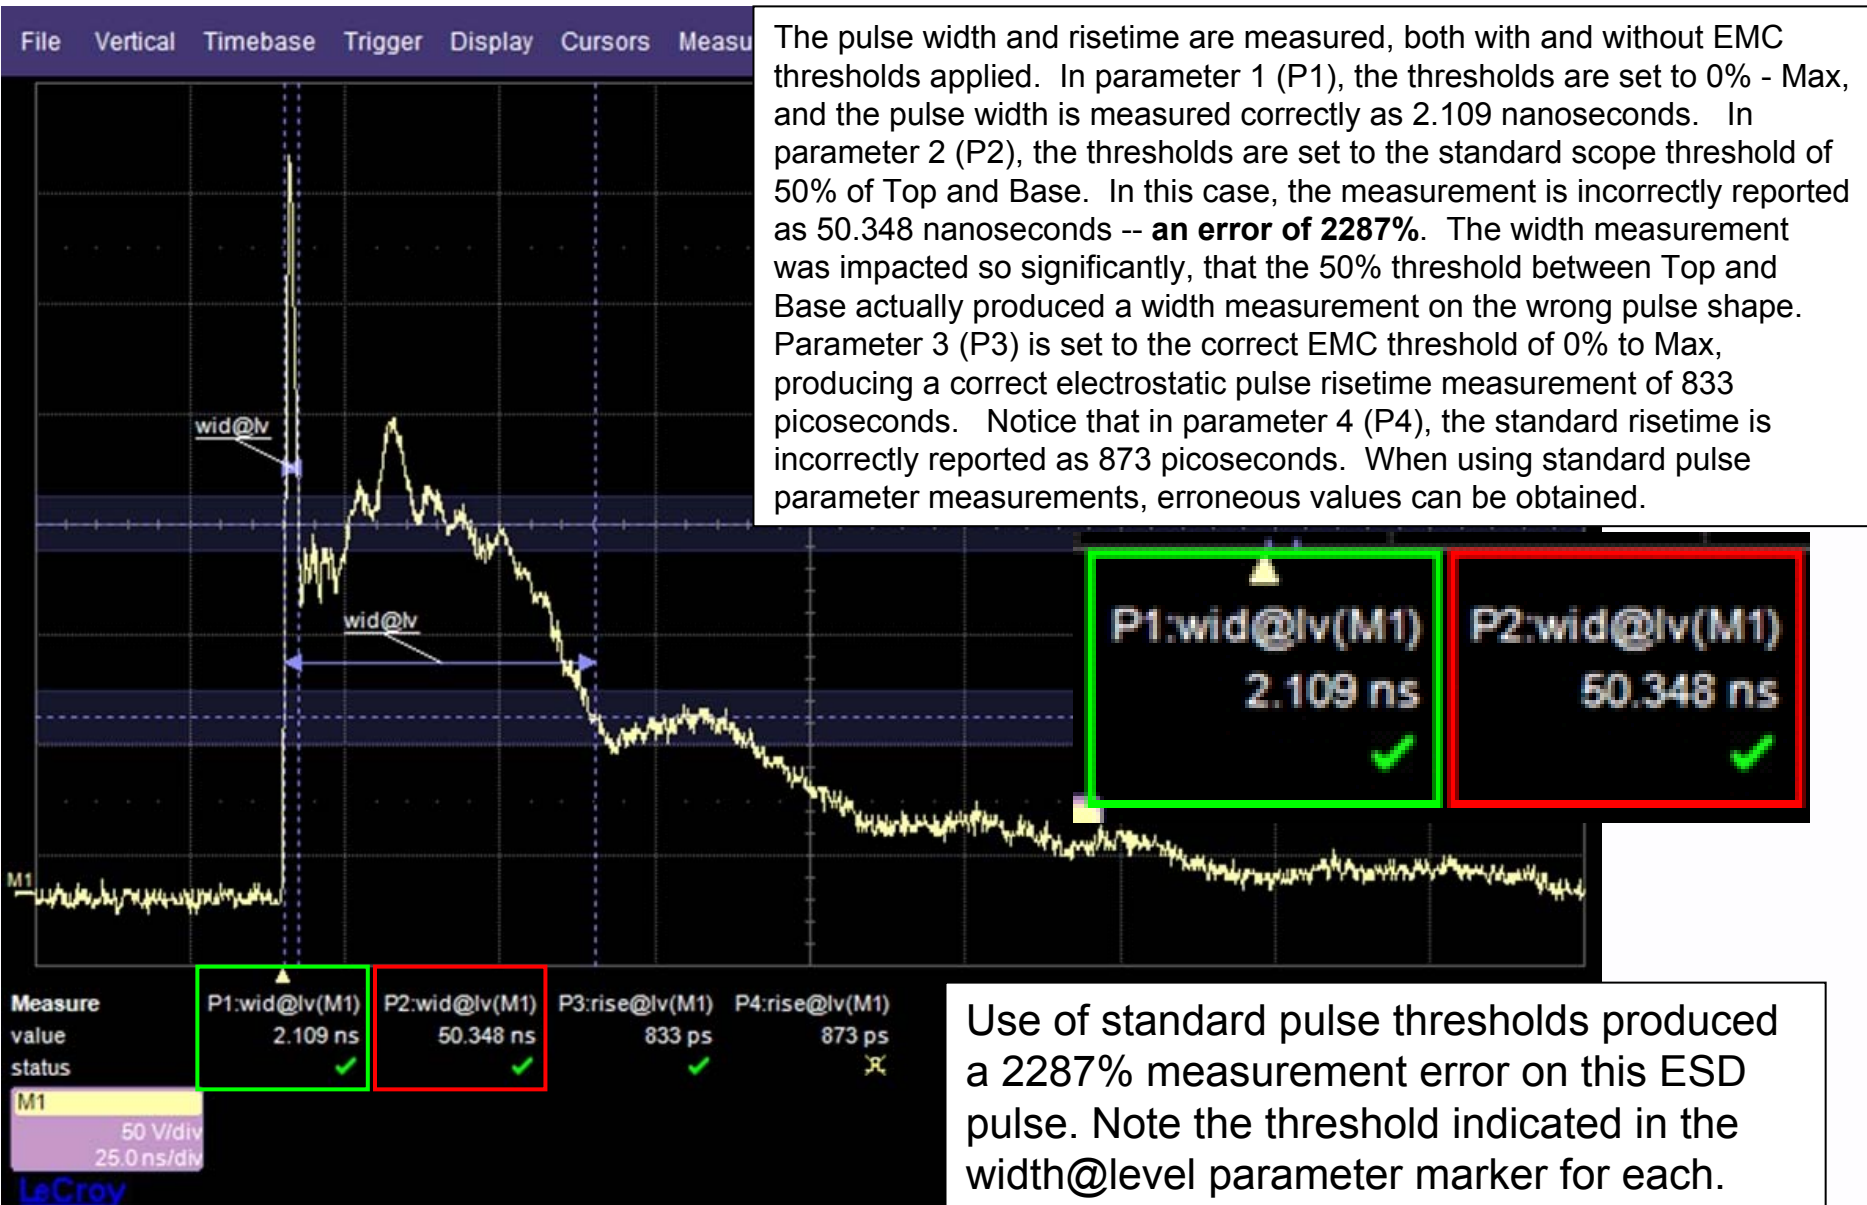 File Vertical Timebase Trigger Display Cursors Measu
The pulse width and risetime are measured, both with and without EMC
thresholds applied. In parameter 1 (P1), the thresholds are set to 0% - Max,
and the pulse width is measured correctly as 2.109 nanoseconds. In
parameter 2 (P2), the thresholds are set to the standard scope threshold of
50% of Top and Base. In this case, the measurement is incorrectly reported
as 50.348 nanoseconds -- an error of 2287%. The width measurement
was impacted so significantly, that the 50% threshold between Top and
Base actually produced a width measurement on the wrong pulse shape.
Parameter 3 (P3) is set to the correct EMC threshold of 0% to Max,
producing a correct electrostatic pulse risetime measurement of 833
picoseconds. Notice that in parameter 4 (P4), the standard risetime is
incorrectly reported as 873 picoseconds. When using standard pulse
parameter measurements, erroneous values can be obtained.
wid@lv
wid@lv
P1:wid@lv(M1) P2:wid@lv(M1)
2.109 ns 50.348 ns
M1
Measure P1:wid@lv(M1) P2:wid@lv(M1) P3:rise@lv(M1) P4:rise@lv(M1)
value 2.109 ns 50.348 ns 833 ps 873 ps
status
M1
50 V/div
25.0 ns/div
LeCroy
Use of standard pulse thresholds produced
a 2287% measurement error on this ESD
pulse. Note the threshold indicated in the
width@level parameter marker for each.